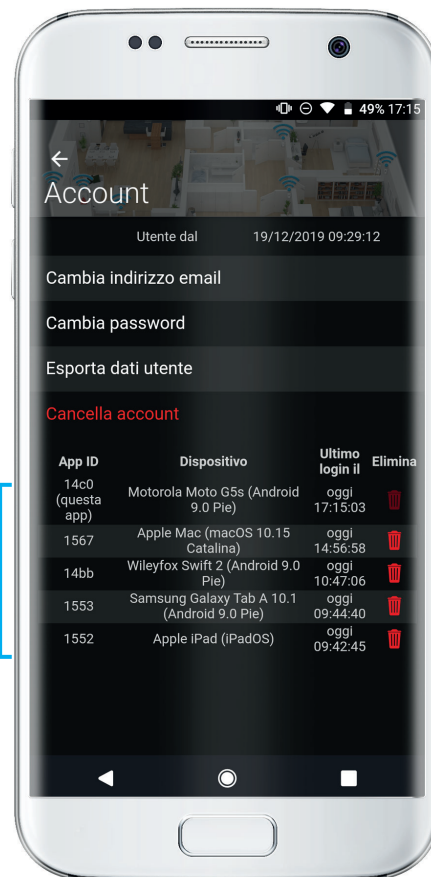 49% 17:15
Account
Utente dal 19/12/2019 09:29:12
Cambia indirizzo email
Cambia password
Esporta dati utente
Cancella account
App ID Dispositivo Ultimo login il Elimina
14c0 (questa app) Motorola Moto G5s (Android 9.0 Pie) oggi 17:15:03
1567 Apple Mac (macOS 10.15 Catalina) oggi 14:56:58
14bb Wileyfox Swift 2 (Android 9.0 Pie) oggi 10:47:06
1553 Samsung Galaxy Tab A 10.1 (Android 9.0 Pie) oggi 09:44:40
1552 Apple iPad (iPadOS) oggi 09:42:45